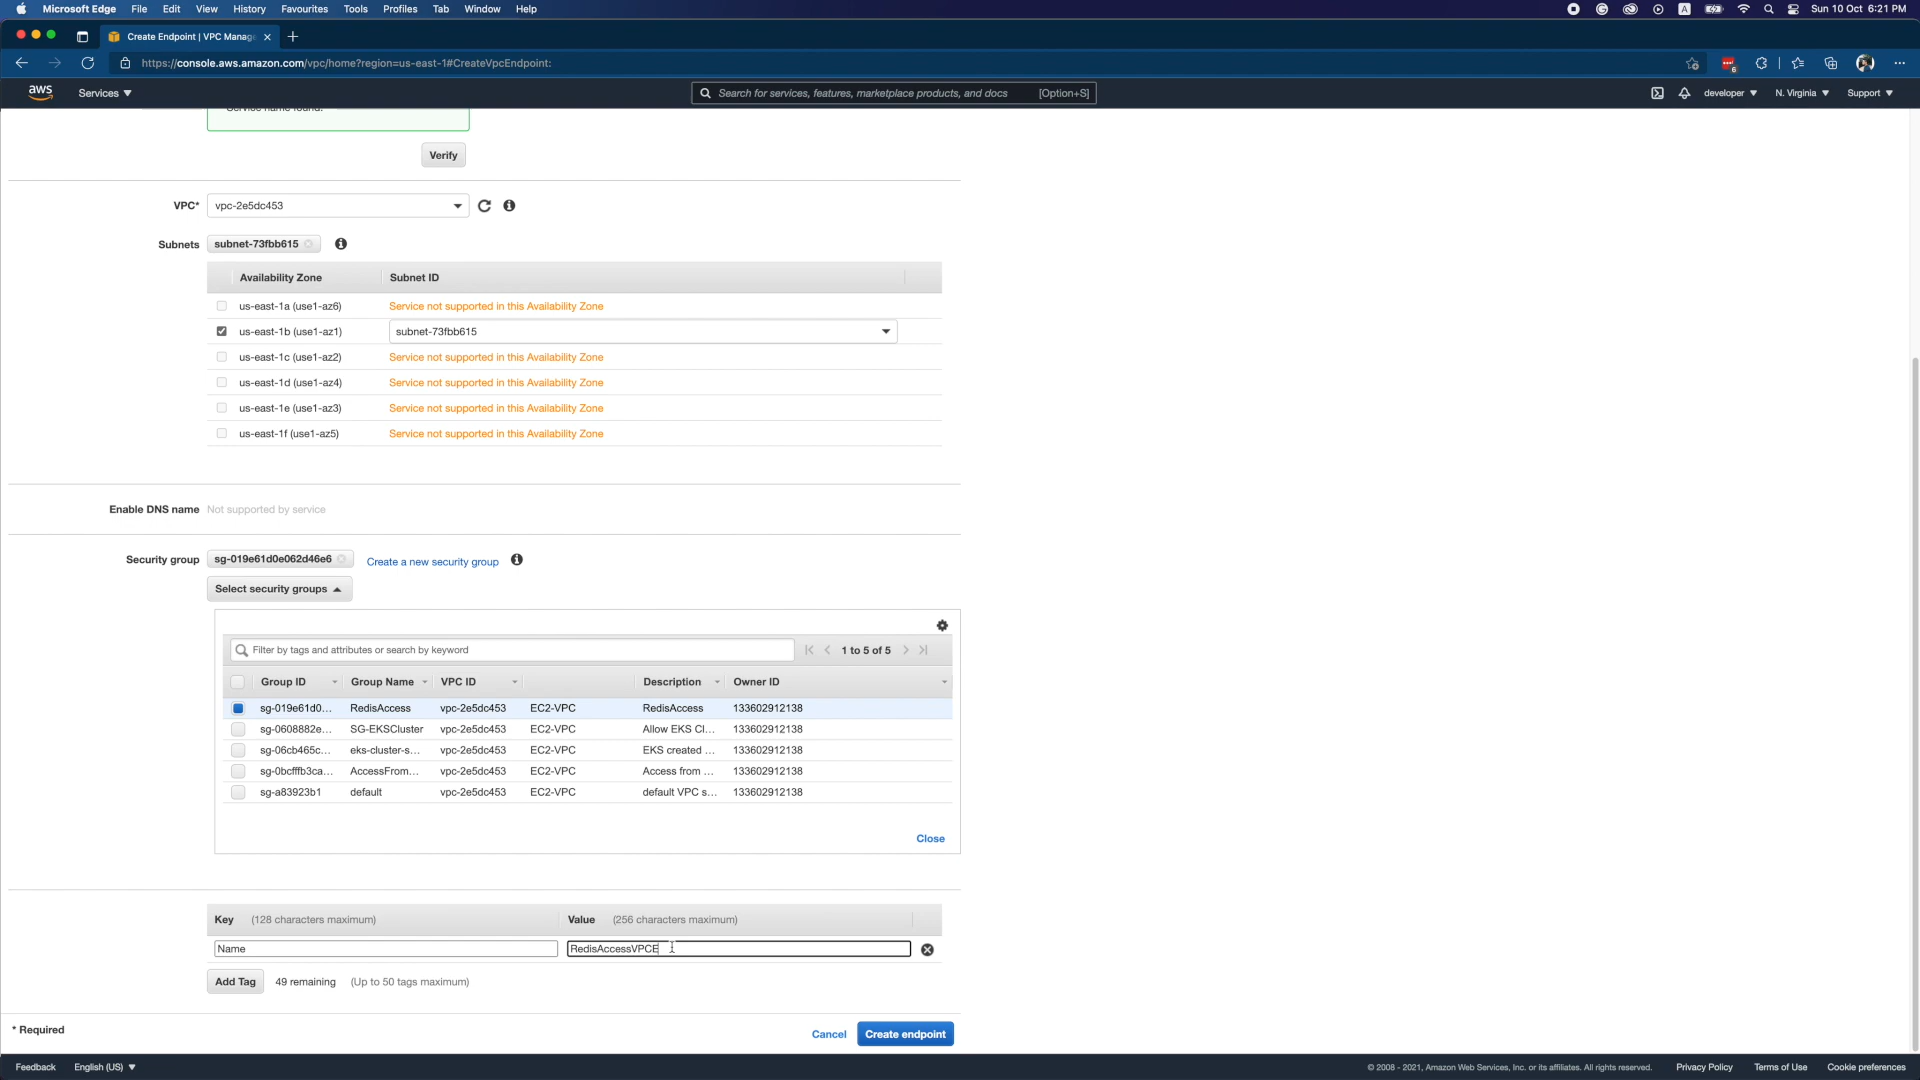 Microsoft Edge File Edit View History Favourites Tools Profiles Tab Window Help
A
Sun 10 Oct 6:21 PM
Create Endpoint | VPC Manag
https://console.aws.amazon.com/vpc/home?region=us-east-1#CreateVpcEndpoint:
6
aws Services
Search for services, features, marketplace products, and docs [Option+S]
developer N. Virginia Support
Service name found.
Verify
VPC* vpc-2e5dc453
Subnets subnet-73fbb615
Availability Zone Subnet ID
us-east-1a (use1-az6) Service not supported in this Availability Zone
us-east-1b (use1-az1) subnet-73fbb615
us-east-1c (use1-az2) Service not supported in this Availability Zone
us-east-1d (use1-az4) Service not supported in this Availability Zone
us-east-1e (use1-az3) Service not supported in this Availability Zone
us-east-1f (use1-az5) Service not supported in this Availability Zone
Enable DNS name Not supported by service
Security group sg-019e61d0e062d46e6 Create a new security group
Select security groups
Filter by tags and attributes or search by keyword 1 to 5 of 5
Group ID Group Name VPC ID Description Owner ID
sg-019e61d0... RedisAccess vpc-2e5dc453 EC2-VPC RedisAccess 133602912138
sg-0608882e... SG-EKSCluster vpc-2e5dc453 EC2-VPC Allow EKS Cl... 133602912138
sg-06cb465c... eks-cluster-s... vpc-2e5dc453 EC2-VPC EKS created ... 133602912138
sg-0bcfffb3ca... AccessFrom... vpc-2e5dc453 EC2-VPC Access from ... 133602912138
sg-a83923b1 default vpc-2e5dc453 EC2-VPC default VPC s... 133602912138
Close
Key (128 characters maximum) Value (256 characters maximum)
Name RedisAccessVPCE
Add Tag 49 remaining (Up to 50 tags maximum)
* Required
Cancel Create endpoint
Feedback English (US) © 2008 - 2021, Amazon Web Services, Inc. or its affiliates. All rights reserved. Privacy Policy Terms of Use Cookie preferences